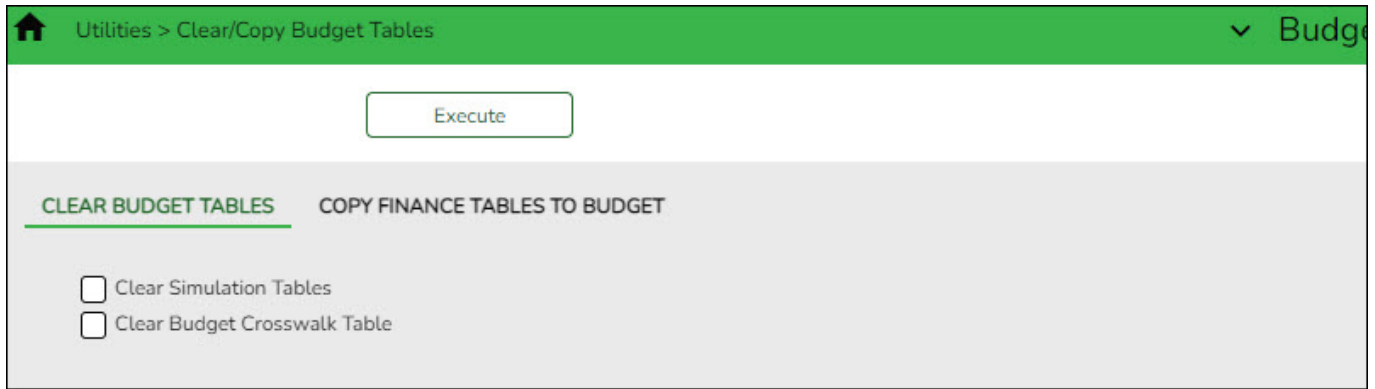 Utilities > Clear/Copy Budget Tables
Budge
Execute
CLEAR BUDGET TABLES COPY FINANCE TABLES TO BUDGET
Clear Simulation Tables
Clear Budget Crosswalk Table